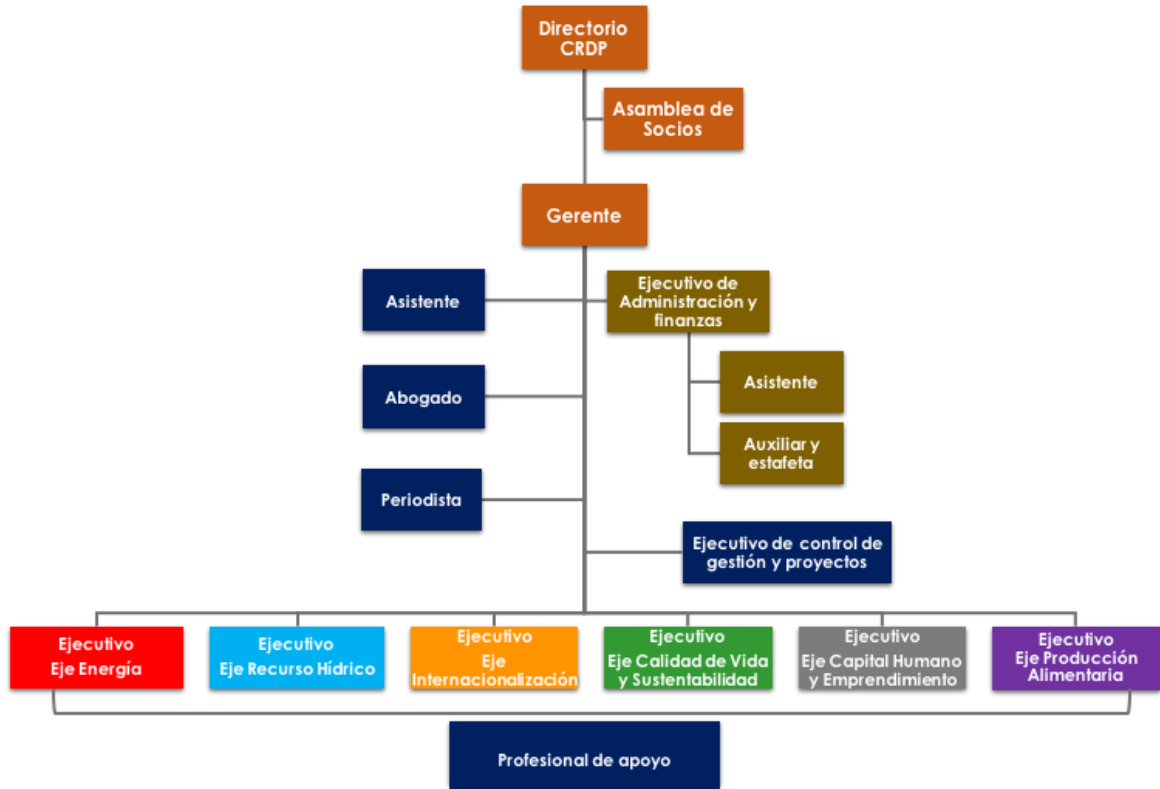 Directorio
CRDP
Asamblea de
Socios
Gerente
Asistente
Ejecutivo de
Administración y
finanzas
Abogado
Asistente
Auxiliar y
estafeta
Periodista
Ejecutivo de control de
gestión y proyectos
Ejecutivo
Eje Energía
Ejecutivo
Eje Recurso Hídrico
Ejecutivo
Eje
Internacionalización
Ejecutivo
Eje Calidad de Vida
y Sustentabilidad
Ejecutivo
Eje Capital Humano
y Emprendimiento
Ejecutivo
Eje Producción
Alimentaria
Profesional de apoyo